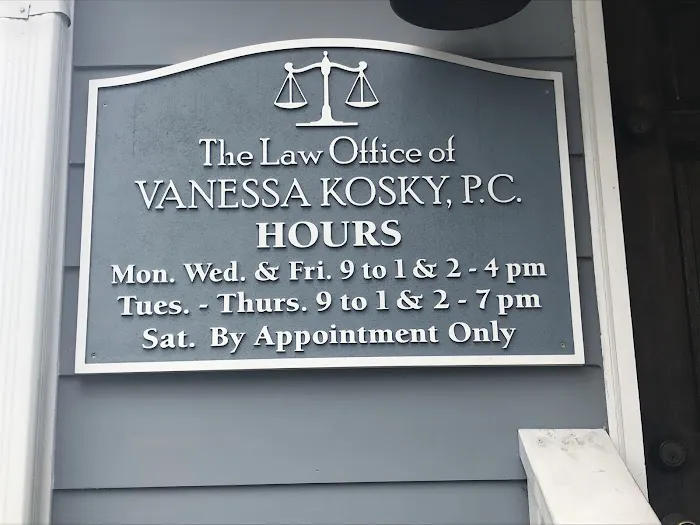 The Law Office of
VANESSA KOSKY, P.C.
HOURS
Mon. Wed. & Fri. 9 to 1 & 2 - 4 pm
Tues. - Thurs. 9 to 1 & 2 - 7 pm
Sat. By Appointment Only